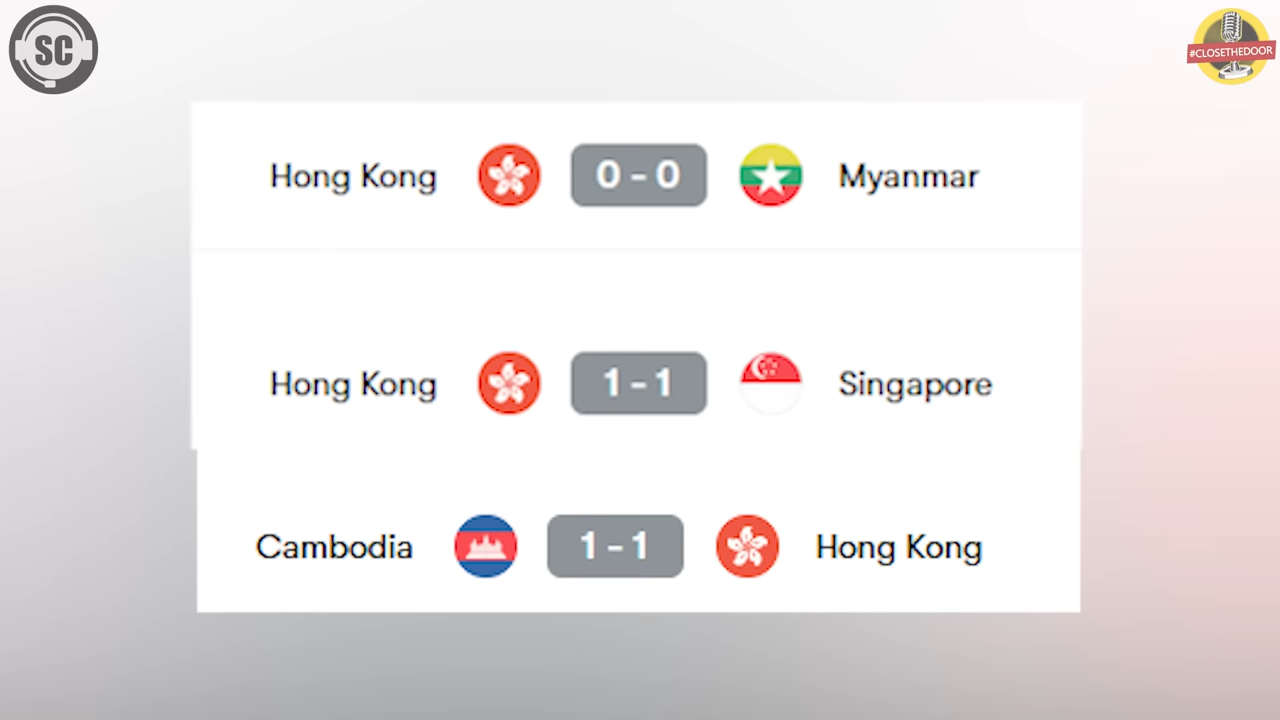 SC
#CLOSETHEDOOR
Hong Kong 0 - 0 Myanmar
Hong Kong 1 - 1 Singapore
Cambodia 1 - 1 Hong Kong